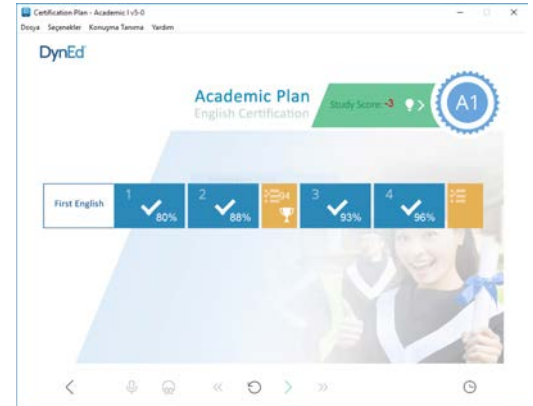 Certification Plan - Academic I v5-0
Dosya Seçenekler Konuşma Tanıma Yardım
DynEd
Academic Plan
English Certification
Study Score: -3
A1
First English
1
80%
2
88%
94
3
93%
4
96%